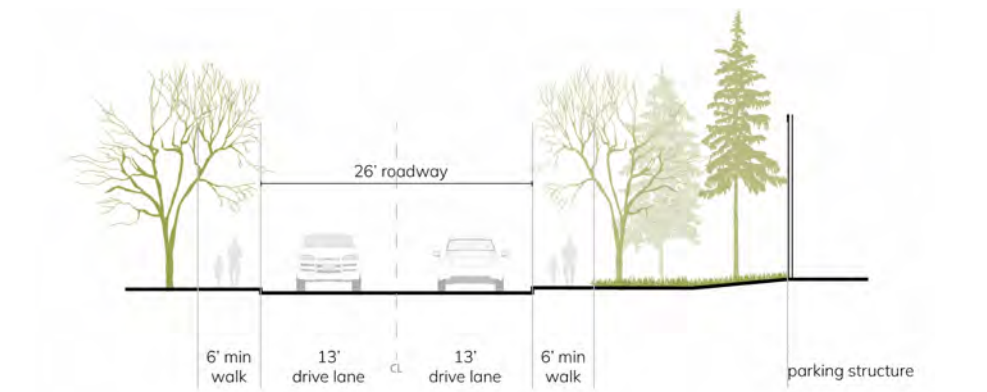 26' roadway
6' min
walk
13'
drive lane
CL
13'
drive lane
6' min
walk
parking structure